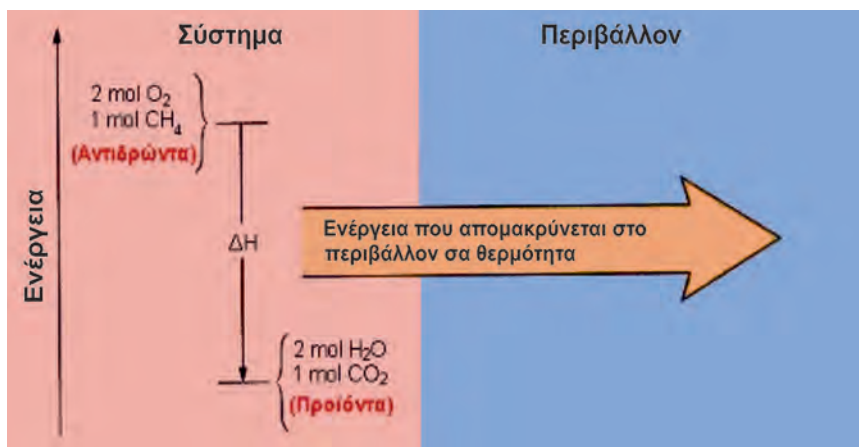 Σύστημα
Περιβάλλον
Ενέργεια
2 mol O₂
1 mol CH₄
(Αντιδρώντα)
ΔΗ
Ενέργεια που απομακρύνεται στο
περιβάλλον σα θερμότητα
2 mol H₂O
1 mol CO₂
(Προϊόντα)